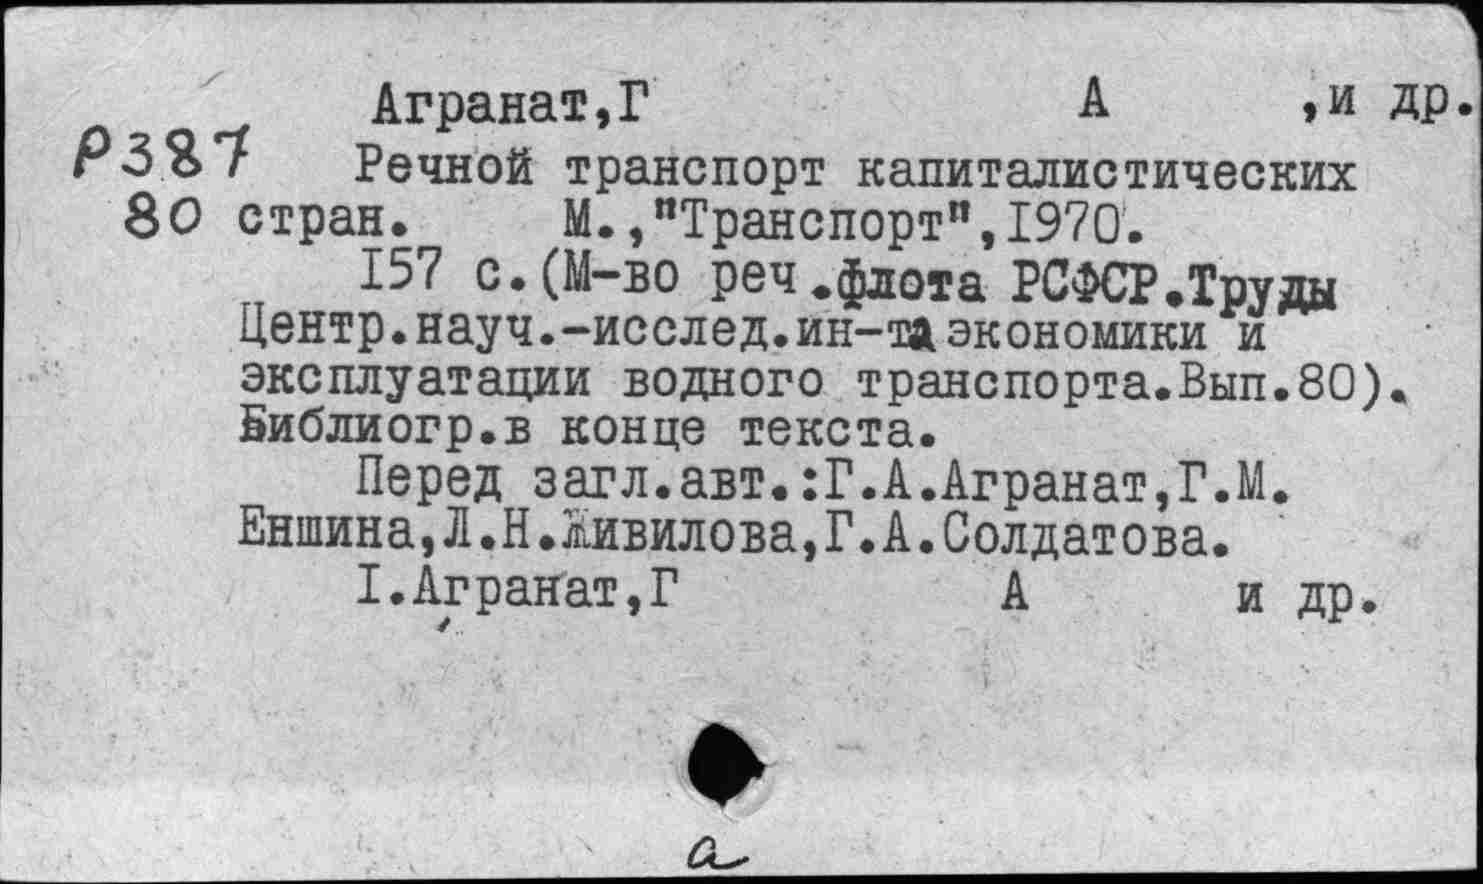 Агранат,Г А ,и др.
Р387 Речной транспорт капиталистических
80 стран. М.,"Транспорт",1970.
157 с.(М-во реч.флота РСФСР.Труды
Центр.науч.-исслед.ин-та экономики и
эксплуатации водного транспорта.Вып.80).
Библиогр.в конце текста.
Перед загл.авт.:Г.А.Агранат,Г.М.
Еншина,Л.Н.Живилова,Г.А.Солдатова.
I.Агранат,Г А и др.
а